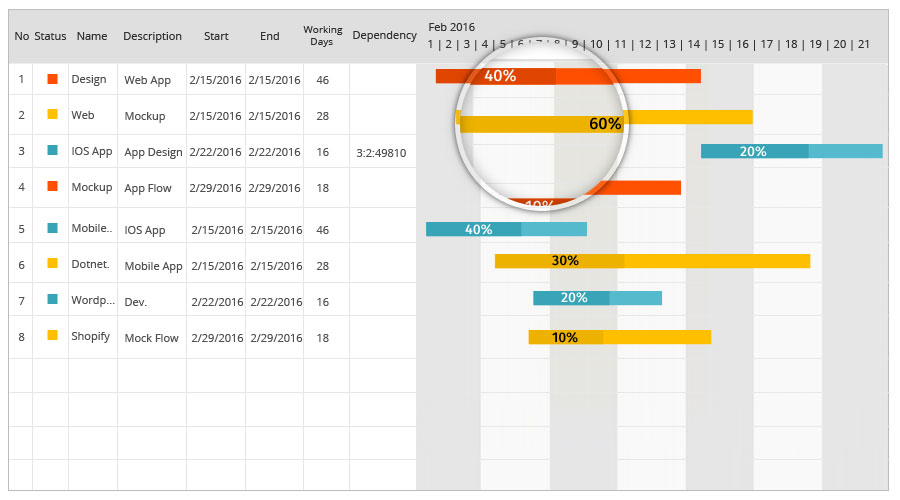 No Status Name Description Start End Working Days Dependency Feb 2016
1 | 2 | 3 | 4 | 5 | 6 | 7 | 8 | 9 | 10 | 11 | 12 | 13 | 14 | 15 | 16 | 17 | 18 | 19 | 20 | 21
1 Design Web App 2/15/2016 2/15/2016 46 40%
2 Web Mockup 2/15/2016 2/15/2016 28 60%
3 IOS App App Design 2/22/2016 2/22/2016 16 3:2:49810 20%
4 Mockup App Flow 2/29/2016 2/29/2016 18
5 Mobile.. IOS App 2/15/2016 2/15/2016 46 40%
6 Dotnet. Mobile App 2/15/2016 2/15/2016 28 30%
7 Wordp... Dev. 2/22/2016 2/22/2016 16 20%
8 Shopify Mock Flow 2/29/2016 2/29/2016 18 10%